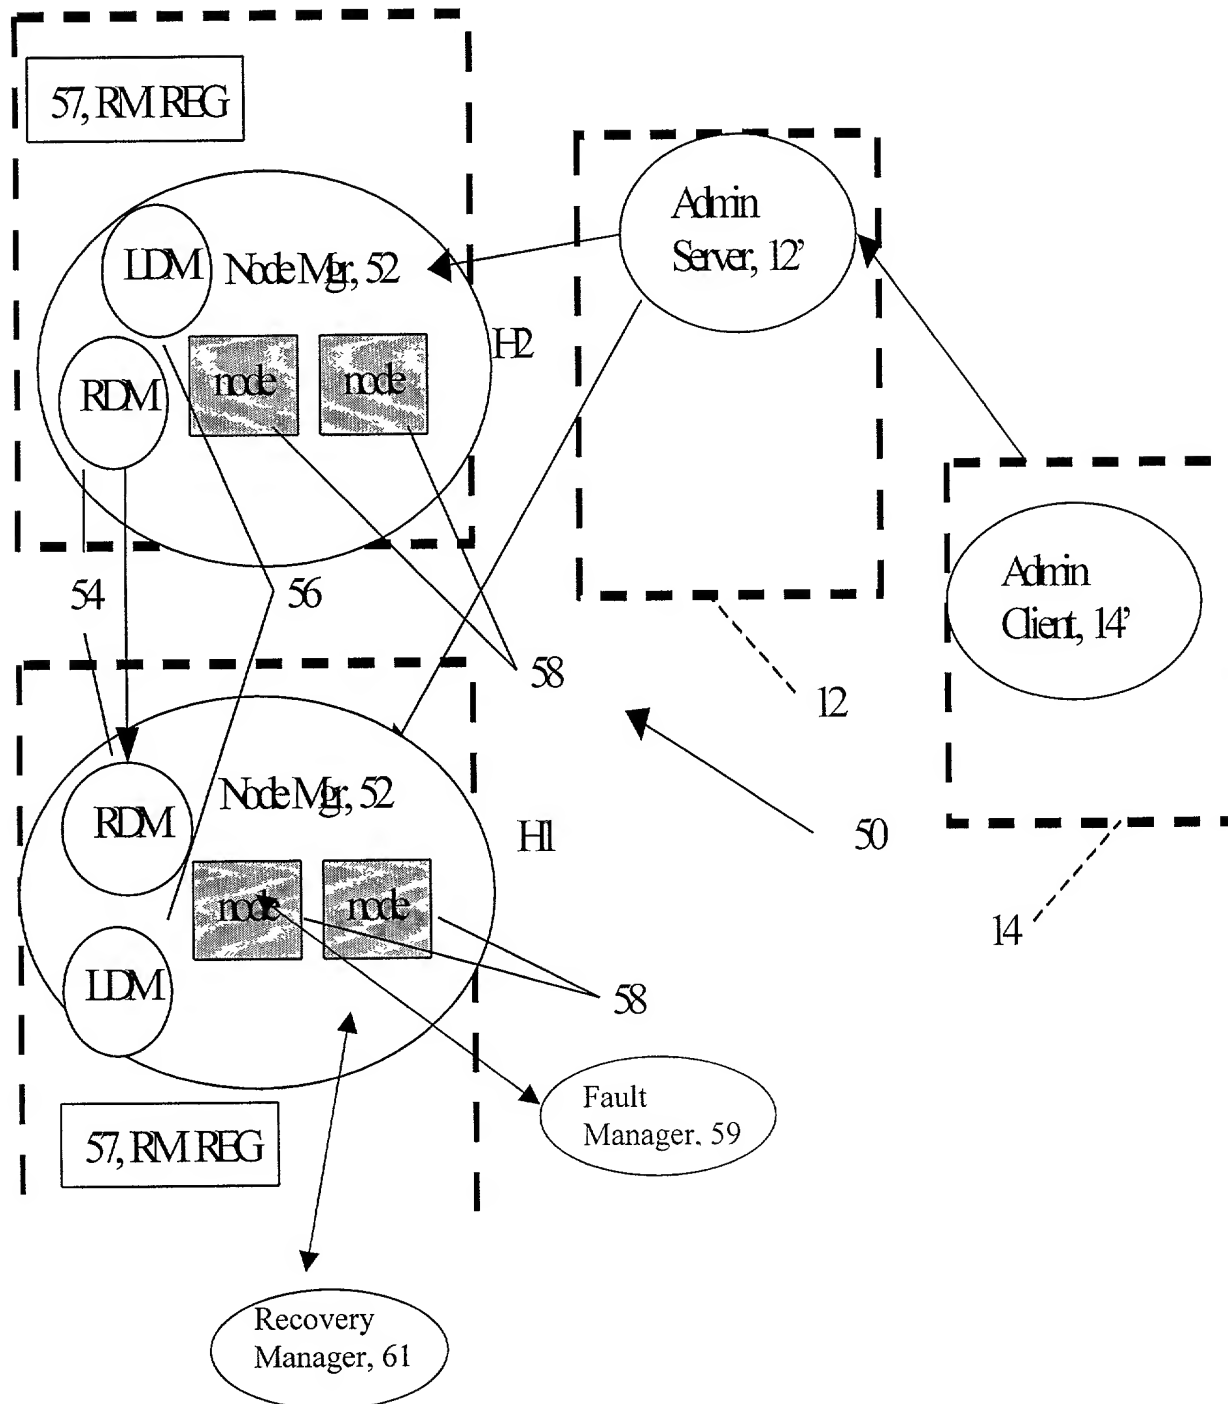 57, RMI REG
Admin
Server, 12'
LDM
Node Mgr, 52
H2
RDM
node
node
Admin
Client, 14'
54
56
58
12
50
14
Node Mgr, 52
RDM
H1
node
node
LDM
58
Fault
Manager, 59
57, RMI REG
Recovery
Manager, 61